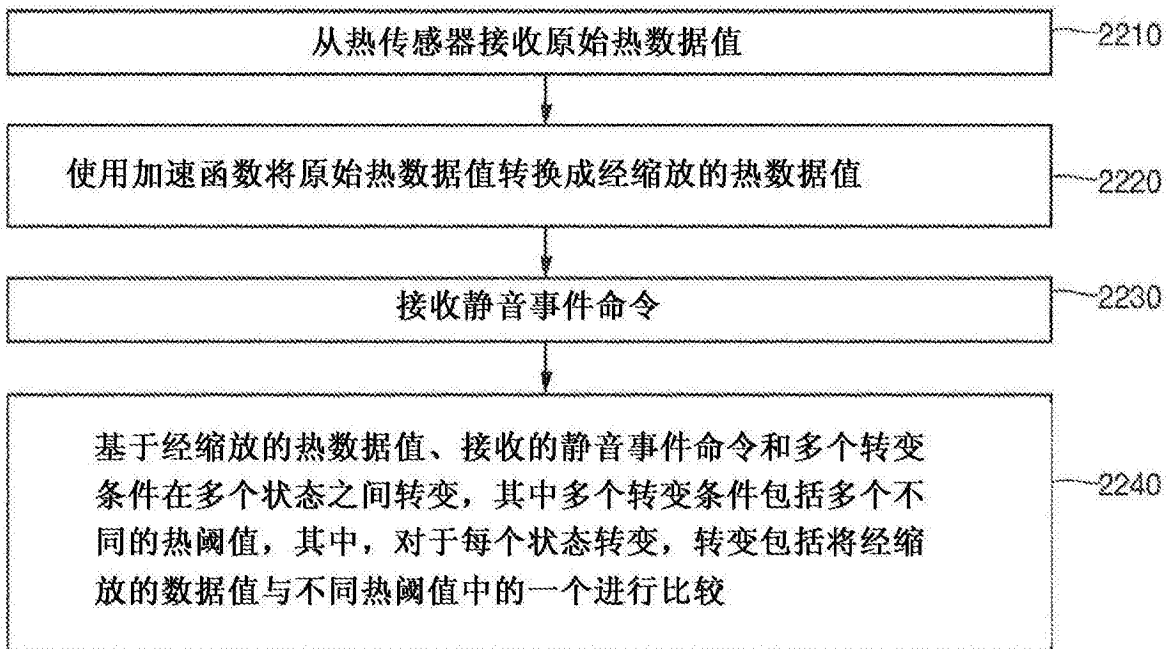 从热传感器接收原始热数据值
2210
使用加速函数将原始热数据值转换成经缩放的热数据值
2220
接收静音事件命令
2230
基于经缩放的热数据值、接收的静音事件命令和多个转变
条件在多个状态之间转变，其中多个转变条件包括多个不
同的热阈值，其中，对于每个状态转变，转变包括将经缩
放的数据值与不同热阈值中的一个进行比较
2240